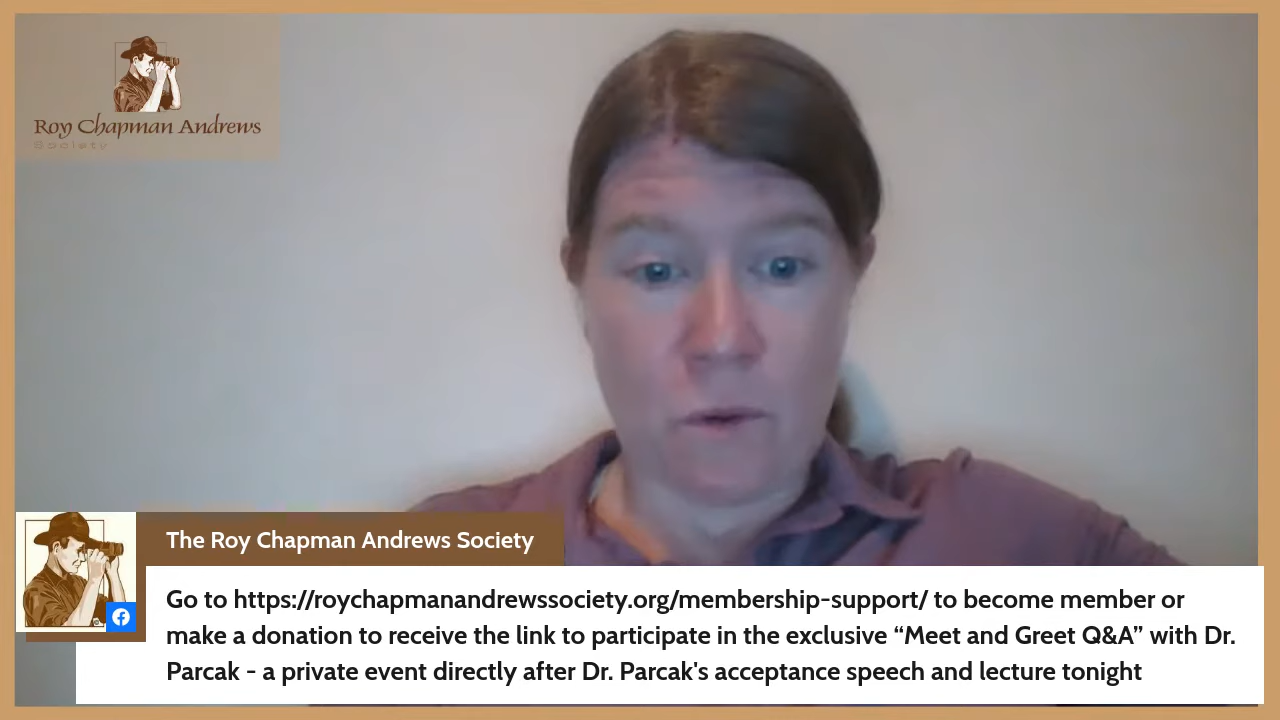 Roy Chapman Andrews
Society
The Roy Chapman Andrews Society
Go to https://roychapmanandrewssociety.org/membership-support/ to become member or
make a donation to receive the link to participate in the exclusive “Meet and Greet Q&A” with Dr.
Parcak - a private event directly after Dr. Parcak's acceptance speech and lecture tonight